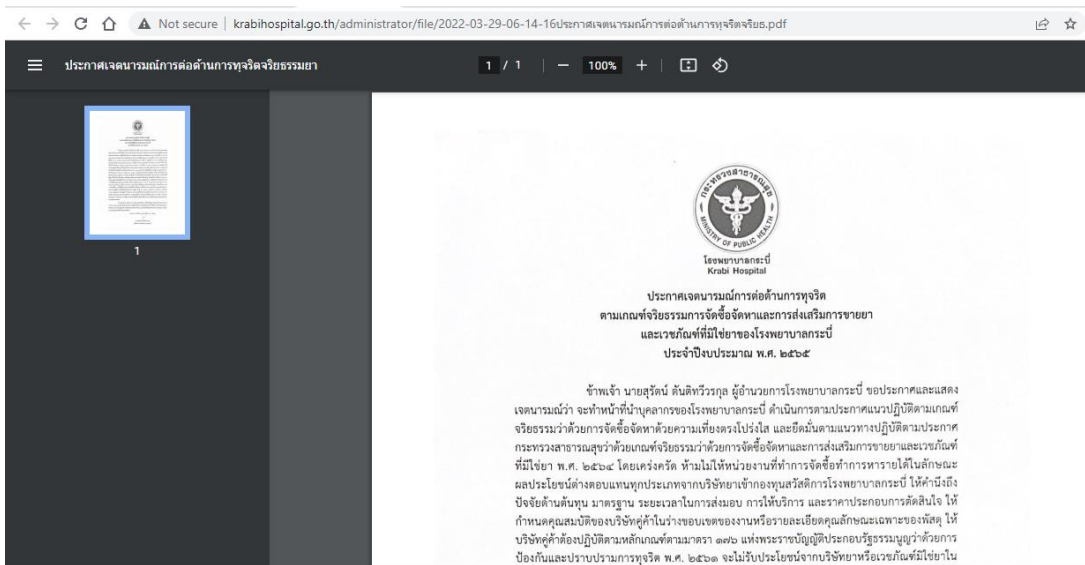 Not secure | krabihospital.go.th/administrator/file/2022-03-29-06-14-16ประกาศเจตนารมณ์การต่อต้านการทุจริตจริยธ.pdf
ประกาศเจตนารมณ์การต่อต้านการทุจริตจริยธรรมยา
1 / 1 | − 100% + |
1
กระทรวงสาธารณสุข
MINISTRY OF PUBLIC HEALTH
โรงพยาบาลกระบี่
Krabi Hospital
ประกาศเจตนารมณ์การต่อต้านการทุจริต
ตามเกณฑ์จริยธรรมการจัดซื้อจัดหาและการส่งเสริมการขายยา
และเวชภัณฑ์ที่มิใช่ยาของโรงพยาบาลกระบี่
ประจำปีงบประมาณ พ.ศ. ๒๕๖๕
ข้าพเจ้า นายสุรัตน์ ตันติทวีวรกุล ผู้อำนวยการโรงพยาบาลกระบี่ ขอประกาศและแสดง
เจตนารมณ์ว่า จะทำหน้าที่นำบุคลากรของโรงพยาบาลกระบี่ ดำเนินการตามประกาศแนวปฏิบัติตามเกณฑ์
จริยธรรมว่าด้วยการจัดซื้อจัดหาด้วยความเที่ยงตรงโปร่งใส และยึดมั่นตามแนวทางปฏิบัติตามประกาศ
กระทรวงสาธารณสุขว่าด้วยเกณฑ์จริยธรรมว่าด้วยการจัดซื้อจัดหาและการส่งเสริมการขายยาและเวชภัณฑ์
ที่มิใช่ยา พ.ศ. ๒๕๖๔ โดยเคร่งครัด ห้ามไม่ให้หน่วยงานที่ทำการจัดซื้อทำการหารายได้ในลักษณะ
ผลประโยชน์ต่างตอบแทนทุกประเภทจากบริษัทยาเข้ากองทุนสวัสดิการโรงพยาบาลกระบี่ ให้คำนึงถึง
ปัจจัยด้านต้นทุน มาตรฐาน ระยะเวลาในการส่งมอบ การให้บริการ และราคาประกอบการตัดสินใจ ให้
กำหนดคุณสมบัติของบริษัทคู่ค้าในร่างขอบเขตของงานหรือรายละเอียดคุณลักษณะเฉพาะของพัสดุ ให้
บริษัทคู่ค้าต้องปฏิบัติตามหลักเกณฑ์ตามมาตรา ๑๗๖ แห่งพระราชบัญญัติประกอบรัฐธรรมนูญว่าด้วยการ
ป้องกันและปราบปรามการทุจริต พ.ศ. ๒๕๖๑ จะไม่รับประโยชน์จากบริษัทยาหรือเวชภัณฑ์มิใช่ยาใน